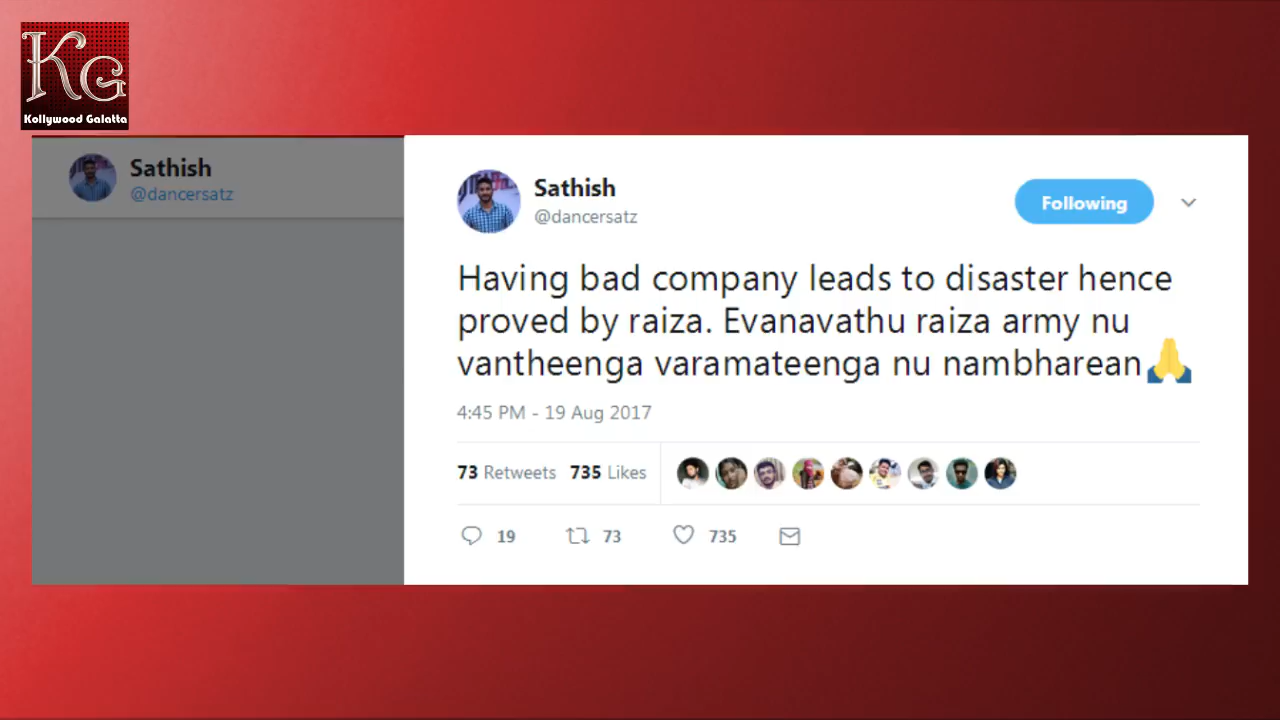 KG
Kollywood Galatta
Sathish
@dancersatz
Sathish
@dancersatz
Following
Having bad company leads to disaster hence
proved by raiza. Evanavathu raiza army nu
vantheenga varamateenga nu nambharean🙏
4:45 PM - 19 Aug 2017
73 Retweets 735 Likes
19 73 735